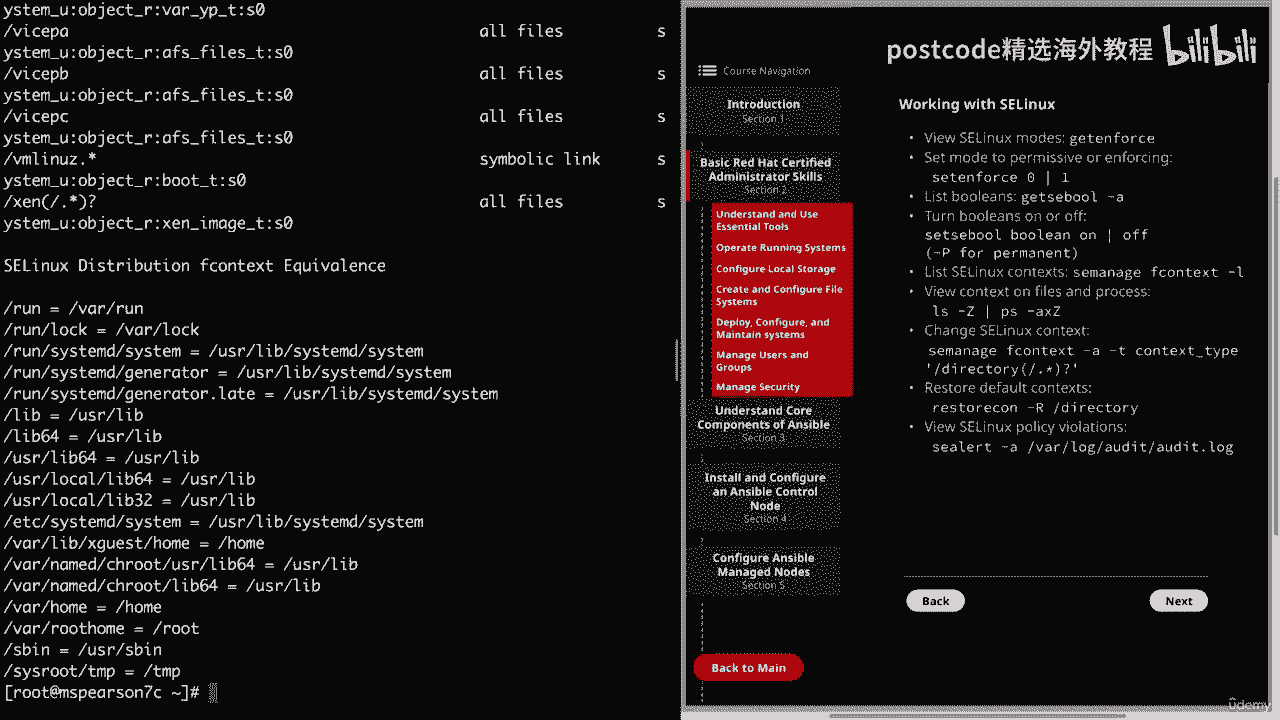 ystem_u:object_r:var_yp_t:s0
/vicepa all files s
ystem_u:object_r:afs_files_t:s0
/vicepb all files s
ystem_u:object_r:afs_files_t:s0
/vicepc all files s
ystem_u:object_r:afs_files_t:s0
/vmlinuz.* symbolic link s
ystem_u:object_r:boot_t:s0
/xen(/.*)? all files s
ystem_u:object_r:xen_image_t:s0
SELinux Distribution fcontext Equivalence
/run = /var/run
/run/lock = /var/lock
/run/systemd/system = /usr/lib/systemd/system
/run/systemd/generator = /usr/lib/systemd/system
/run/systemd/generator.late = /usr/lib/systemd/system
/lib = /usr/lib
/lib64 = /usr/lib
/usr/lib64 = /usr/lib
/usr/local/lib64 = /usr/lib
/usr/local/lib32 = /usr/lib
/etc/systemd/system = /usr/lib/systemd/system
/var/lib/xguest/home = /home
/var/named/chroot/usr/lib64 = /usr/lib
/var/named/chroot/lib64 = /usr/lib
/var/home = /home
/var/roothome = /root
/sbin = /usr/sbin
/sysroot/tmp = /tmp
[root@mspearson7c ~]#
postcode精选海外教程 bilibili
Course Navigation
Introduction
Section 1
Basic Red Hat Certified
Administrator Skills
Section 2
Understand and Use
Essential Tools
Operate Running Systems
Configure Local Storage
Create and Configure File
Systems
Deploy, Configure, and
Maintain systems
Manage Users and
Groups
Manage Security
Understand Core
Components of Ansible
Section 3
Install and Configure
an Ansible Control
Node
Section 4
Configure Ansible
Managed Nodes
Section 5
Back to Main
Working with SELinux
• View SELinux modes: getenforce
• Set mode to permissive or enforcing:
setenforce 0 | 1
• List booleans: getsebool -a
• Turn booleans on or off:
setsebool boolean on | off
(-P for permanent)
• List SELinux contexts: semanage fcontext -l
• View context on files and process:
ls -Z | ps -axZ
• Change SELinux context:
semanage fcontext -a -t context_type
'/directory(/.*)?'
• Restore default contexts:
restorecon -R /directory
• View SELinux policy violations:
sealert -a /var/log/audit/audit.log
Back
Next
ûdemy